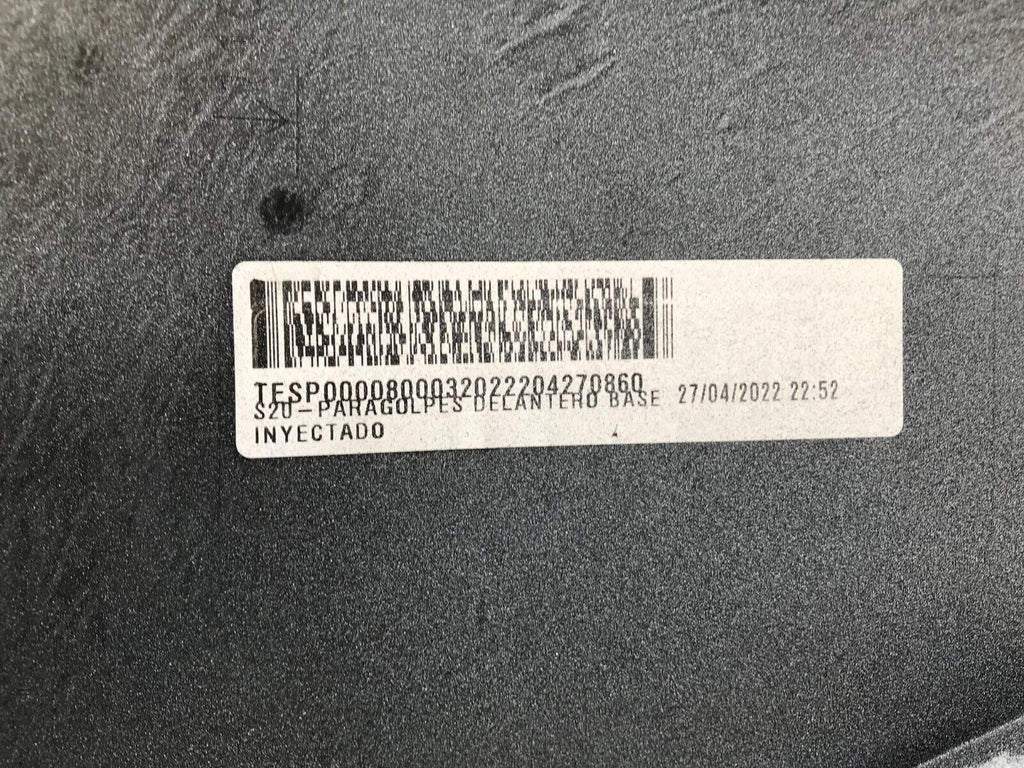 TESP0000800032022204270860
S20-PARAGOLPES DELANTERO BASE 27/04/2022 22:52
INYECTADO